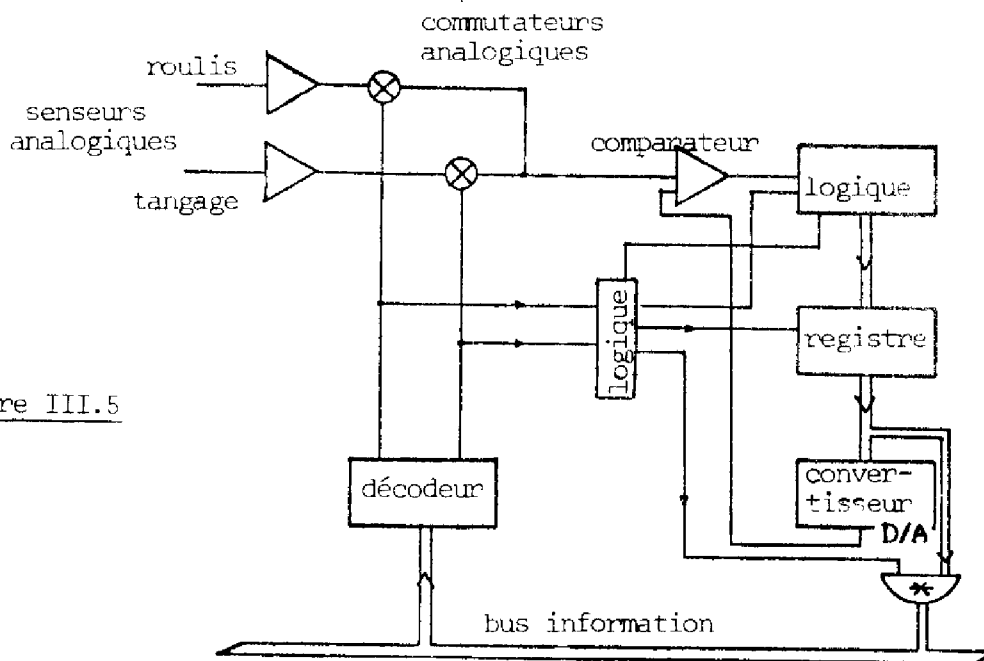 commutateurs
analogiques
roulis
senseurs
analogiques
tangage
comparateur
logique
logique
registre
re III.5
décodeur
conver-
tisseur
D/A
*
bus information